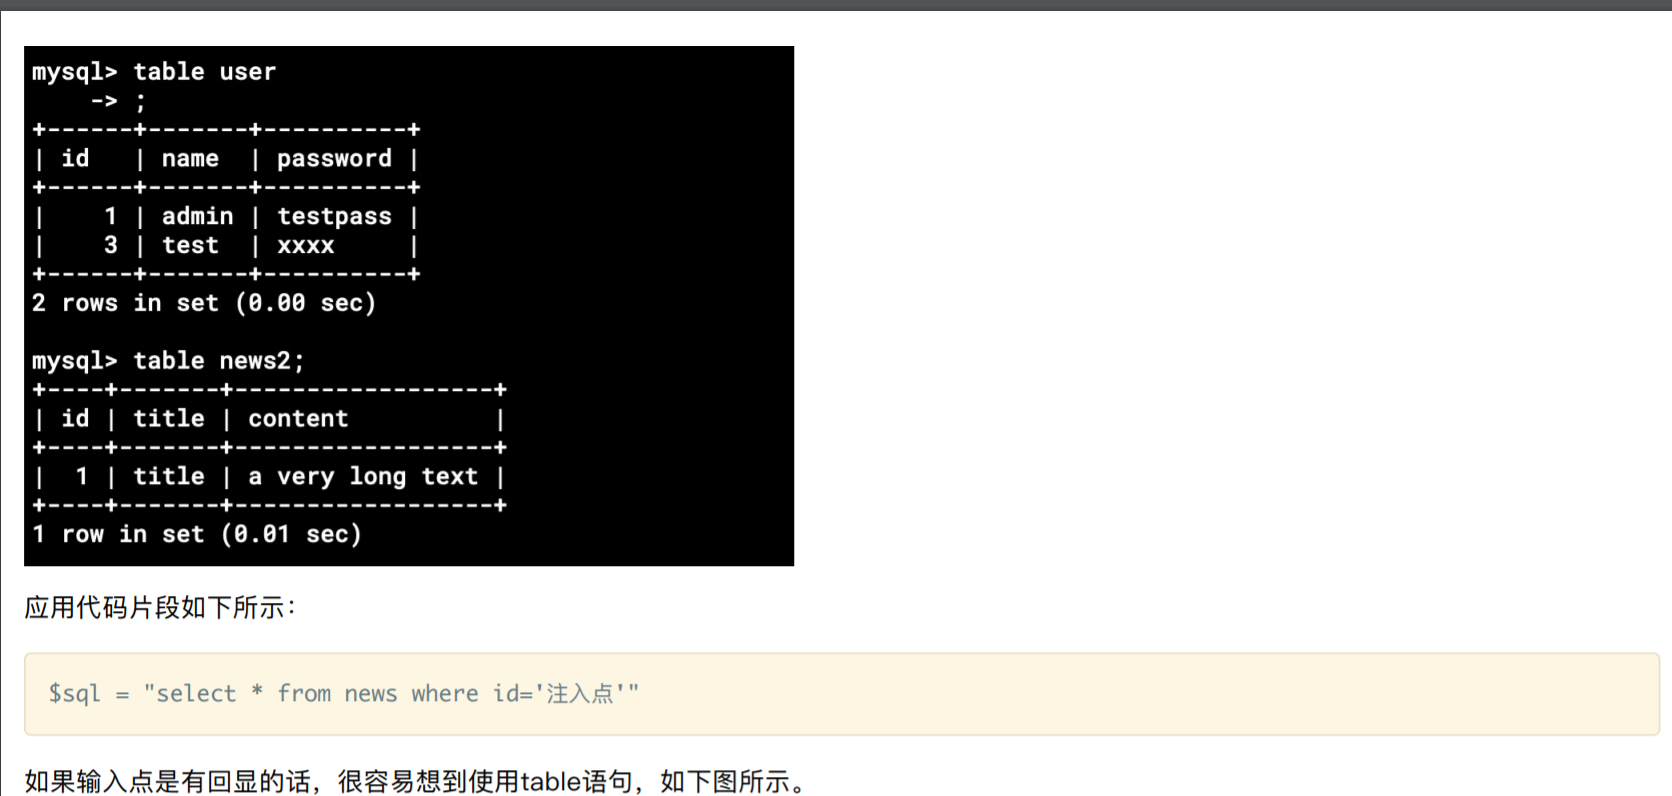 mysql> table user
    -> ;
+------+-------+----------+
| id   | name  | password |
+------+-------+----------+
|    1 | admin | testpass |
|    3 | test  | xxxx     |
+------+-------+----------+
2 rows in set (0.00 sec)
mysql> table news2;
+----+-------+------------------+
| id | title | content          |
+----+-------+------------------+
|  1 | title | a very long text |
+----+-------+------------------+
1 row in set (0.01 sec)
应用代码片段如下所示：
$sql = "select * from news where id='注入点'"
如果输入点是有回显的话，很容易想到使用table语句，如下图所示。